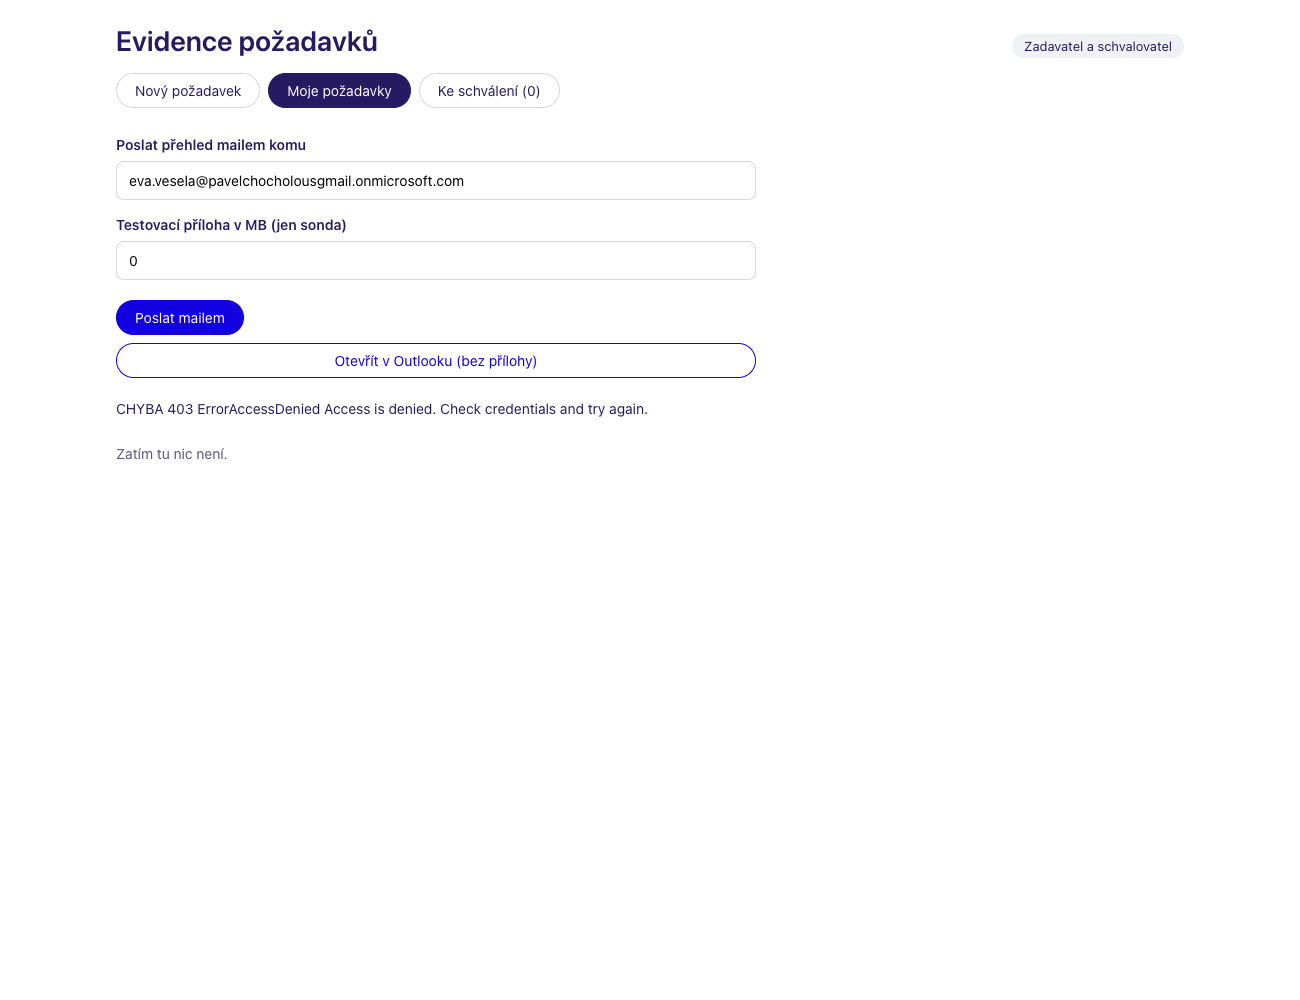 Evidence požadavků
Zadavatel a schvalovatel
Nový požadavek
Moje požadavky
Ke schválení (0)
Poslat přehled mailem komu
eva.vesela@pavelchocholousgmail.onmicrosoft.com
Testovací příloha v MB (jen sonda)
0
Poslat mailem
Otevřít v Outlooku (bez přílohy)
CHYBA 403 ErrorAccessDenied Access is denied. Check credentials and try again.
Zatím tu nic není.